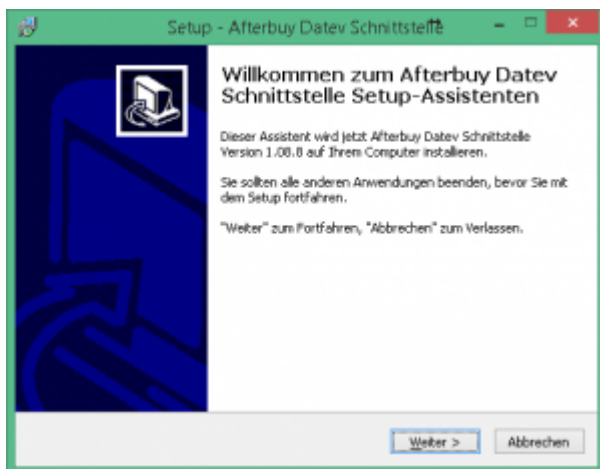 Setup - Afterbuy Datev Schnittstelle
Willkommen zum Afterbuy Datev
Schnittstelle Setup-Assistenten
Dieser Assistent wird jetzt Afterbuy Datev Schnittstelle
Version 1.08.8 auf Ihrem Computer installieren.
Sie sollten alle anderen Anwendungen beenden, bevor Sie mit
dem Setup fortfahren.
"Weiter" zum Fortfahren, "Abbrechen" zum Verlassen.
Weiter > Abbrechen